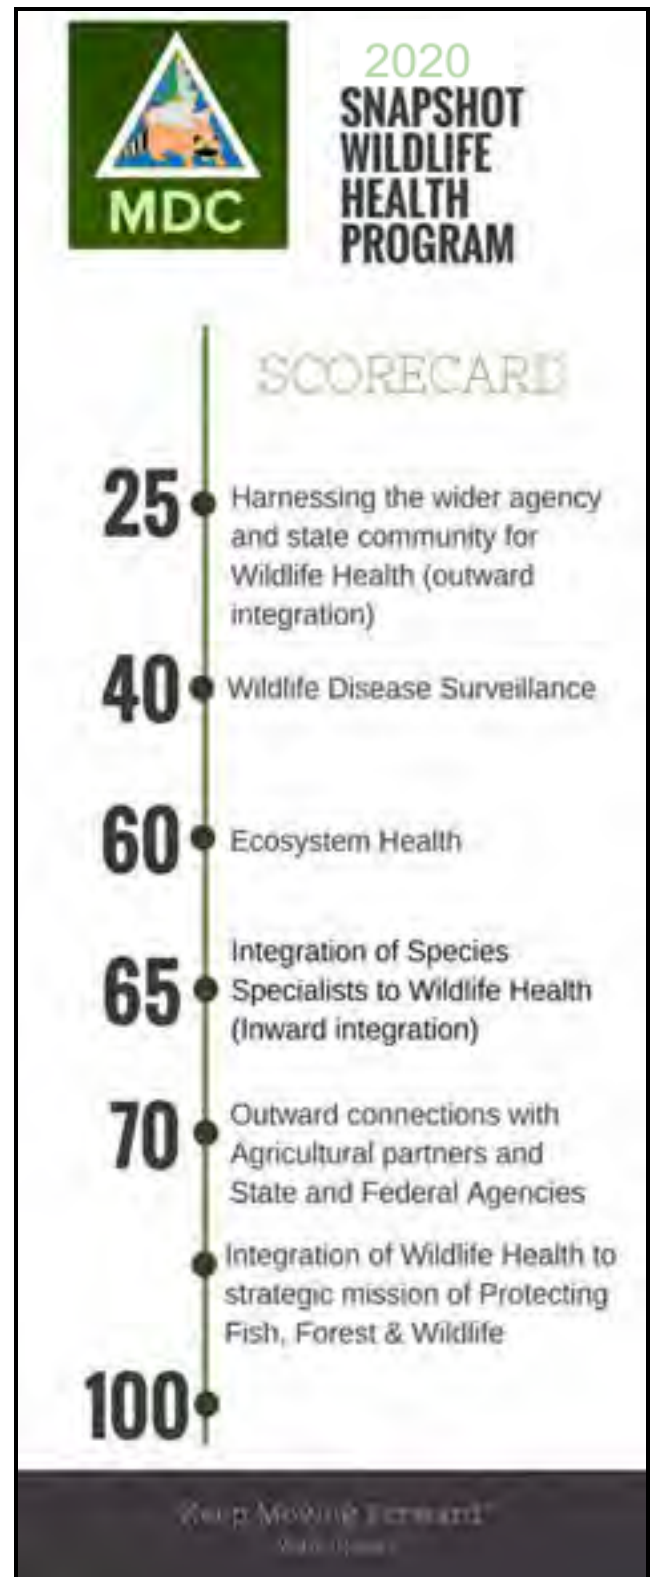 MDC
2020
SNAPSHOT
WILDLIFE
HEALTH
PROGRAM
SCORECARD
25
Harnessing the wider agency
and state community for
Wildlife Health (outward
integration)
40
Wildlife Disease Surveillance
60
Ecosystem Health
65
Integration of Species
Specialists to Wildlife Health
(Inward integration)
70
Outward connections with
Agricultural partners and
State and Federal Agencies
Integration of Wildlife Health to
strategic mission of Protecting
Fish, Forest & Wildlife
100
"Keep Moving Forward"